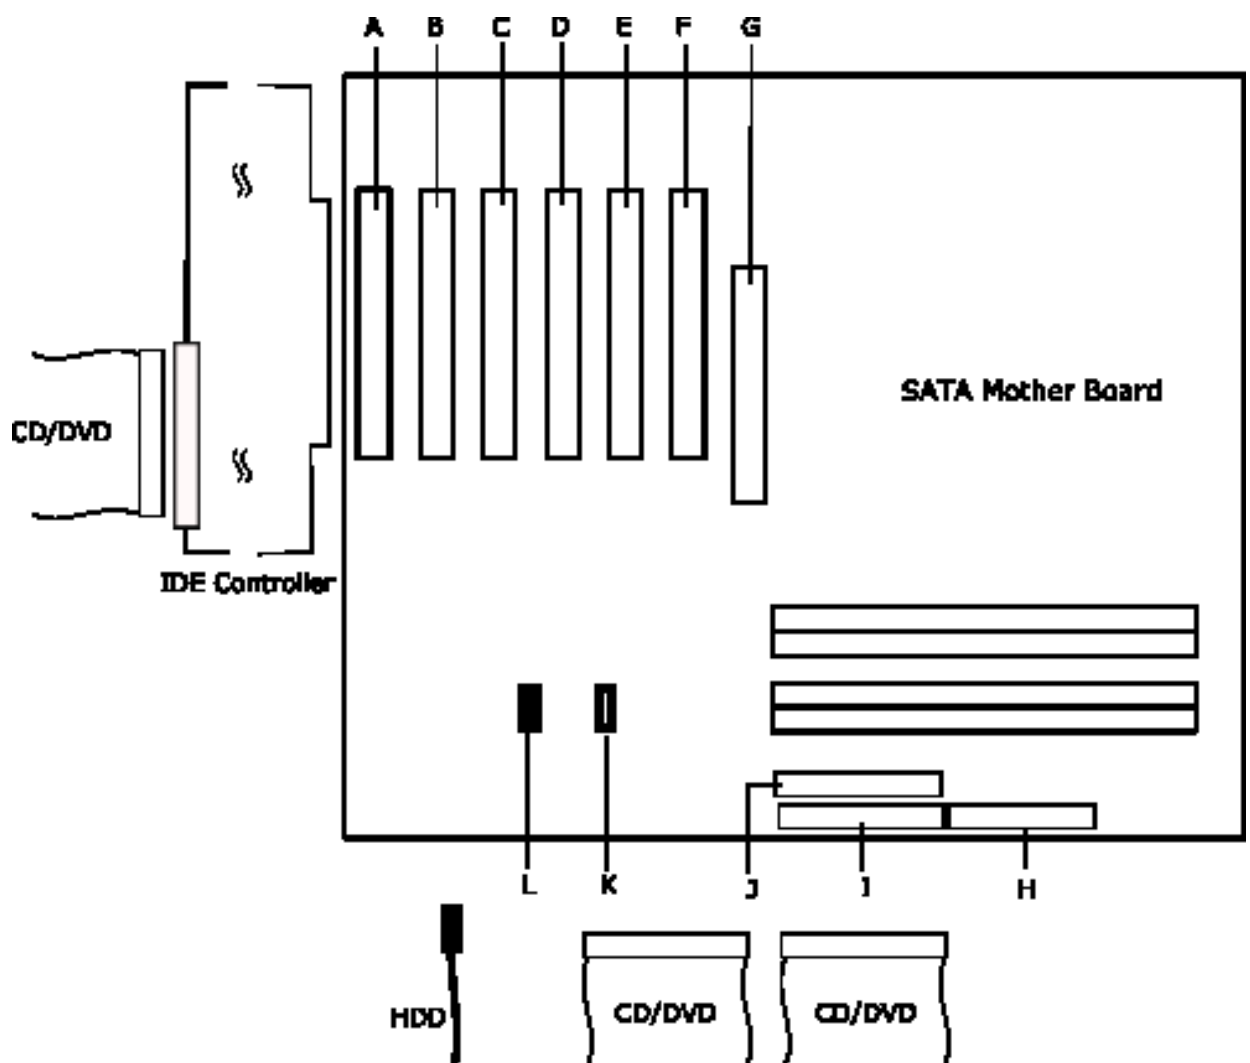 A B C D E F G
SATA Mother Board
CD/DVD
IDE Controller
L K J I H
HDD
CD/DVD
CD/DVD